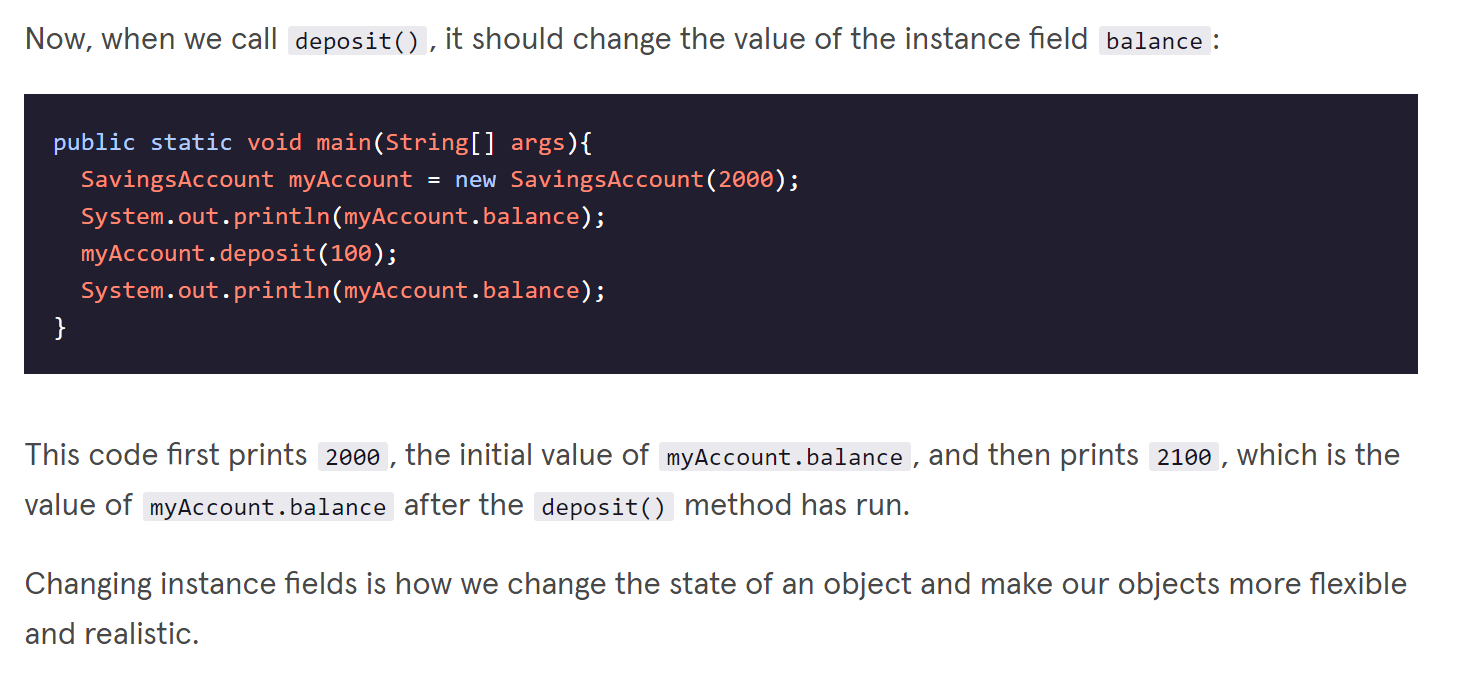 Now, when we call deposit(), it should change the value of the instance field balance:
public static void main(String[] args){
  SavingsAccount myAccount = new SavingsAccount(2000);
  System.out.println(myAccount.balance);
  myAccount.deposit(100);
  System.out.println(myAccount.balance);
}
This code first prints 2000, the initial value of myAccount.balance, and then prints 2100, which is the
value of myAccount.balance after the deposit() method has run.
Changing instance fields is how we change the state of an object and make our objects more flexible
and realistic.